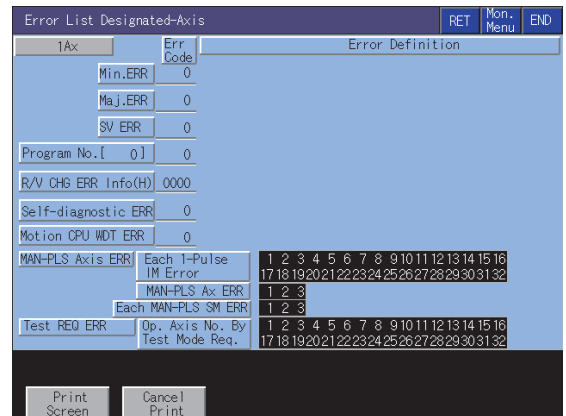 Error List Designated-Axis RET Mon. Menu END
1Ax Err Code Error Definition
Min.ERR 0
Maj.ERR 0
SV ERR 0
Program No.[ 0] 0
R/V CHG ERR Info(H) 0000
Self-diagnostic ERR 0
Motion CPU WDT ERR 0
MAN-PLS Axis ERR Each 1-Pulse 1 2 3 4 5 6 7 8 9 10 11 12 13 14 15 16
IM Error 17 18 19 20 21 22 23 24 25 26 27 28 29 30 31 32
MAN-PLS Ax ERR 1 2 3
Each MAN-PLS SM ERR 1 2 3
Test REQ ERR Op. Axis No. By 1 2 3 4 5 6 7 8 9 10 11 12 13 14 15 16
Test Mode Req. 17 18 19 20 21 22 23 24 25 26 27 28 29 30 31 32
Print Cancel
Screen Print